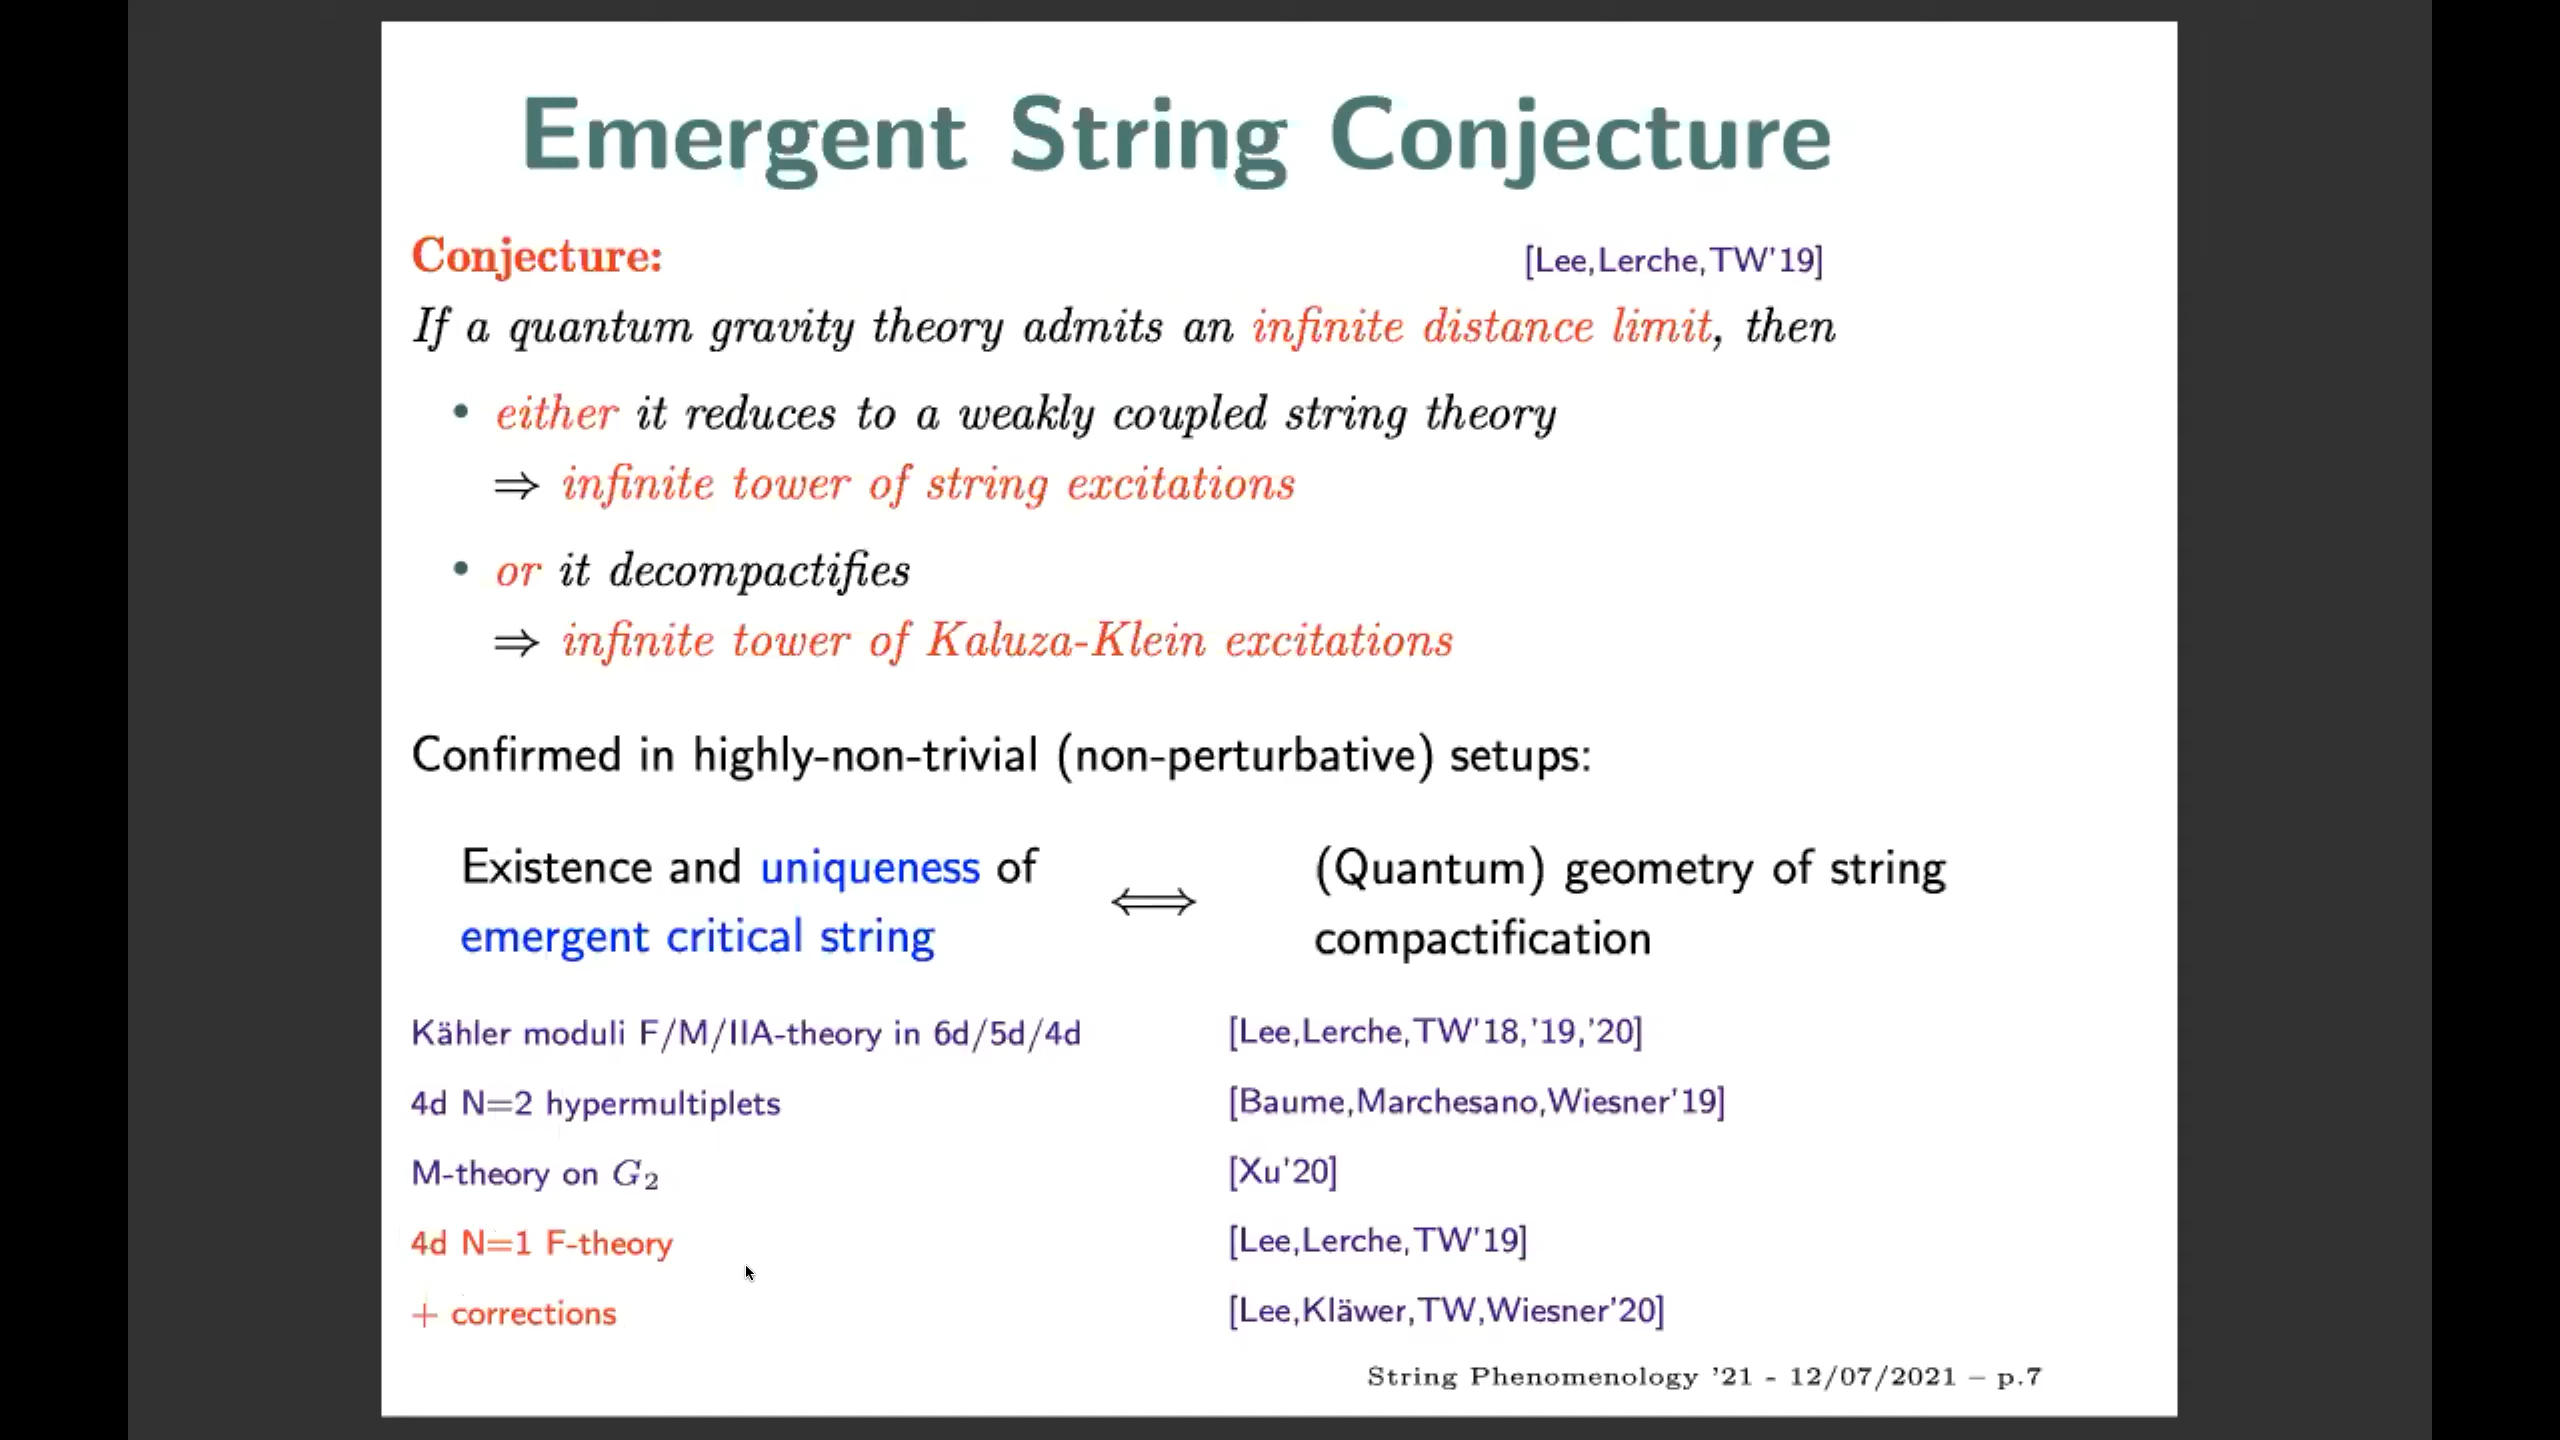 Emergent String Conjecture
Conjecture: [Lee,Lerche,TW'19]
If a quantum gravity theory admits an infinite distance limit, then
• either it reduces to a weakly coupled string theory
⇒ infinite tower of string excitations
• or it decompactifies
⇒ infinite tower of Kaluza-Klein excitations
Confirmed in highly-non-trivial (non-perturbative) setups:
Existence and uniqueness of
emergent critical string
⟺
(Quantum) geometry of string
compactification
Kähler moduli F/M/IIA-theory in 6d/5d/4d [Lee,Lerche,TW'18,'19,'20]
4d N=2 hypermultiplets [Baume,Marchesano,Wiesner'19]
M-theory on G₂ [Xu'20]
4d N=1 F-theory [Lee,Lerche,TW'19]
+ corrections [Lee,Kläwer,TW,Wiesner'20]
String Phenomenology '21 - 12/07/2021 – p.7